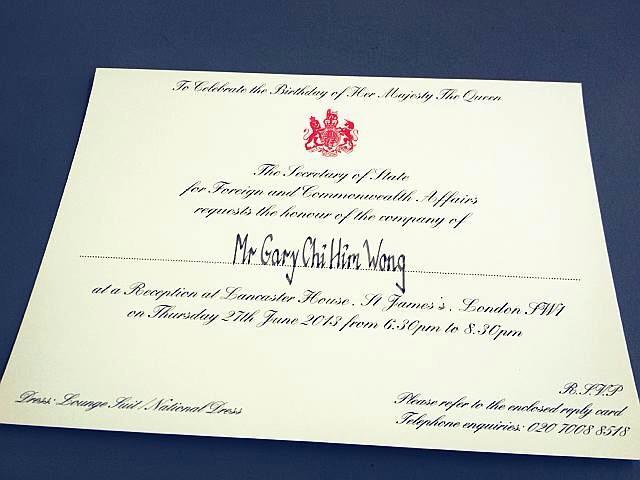 To Celebrate the Birthday of Her Majesty The Queen
The Secretary of State
for Foreign and Commonwealth Affairs
requests the honour of the company of
Mr Gary Chi Him Wong
at a Reception at Lancaster House, St James's, London SW1
on Thursday 27th June 2013 from 6:30pm to 8:30pm
R.S.V.P
Please refer to the enclosed reply card
Dress: Lounge Suit / National Dress
Telephone enquiries: 020 7008 8518